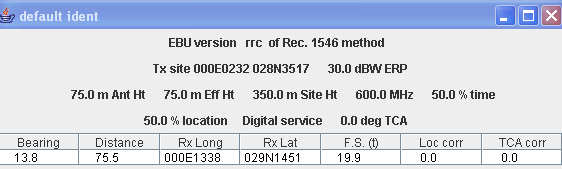 default ident
EBU version rrc of Rec. 1546 method
Tx site 000E0232 028N3517 30.0 dBW ERP
75.0 m Ant Ht 75.0 m Eff Ht 350.0 m Site Ht 600.0 MHz 50.0 % time
50.0 % location Digital service 0.0 deg TCA
Bearing Distance Rx Long Rx Lat F.S. (t) Loc corr TCA corr
13.8 75.5 000E1338 029N1451 19.9 0.0 0.0